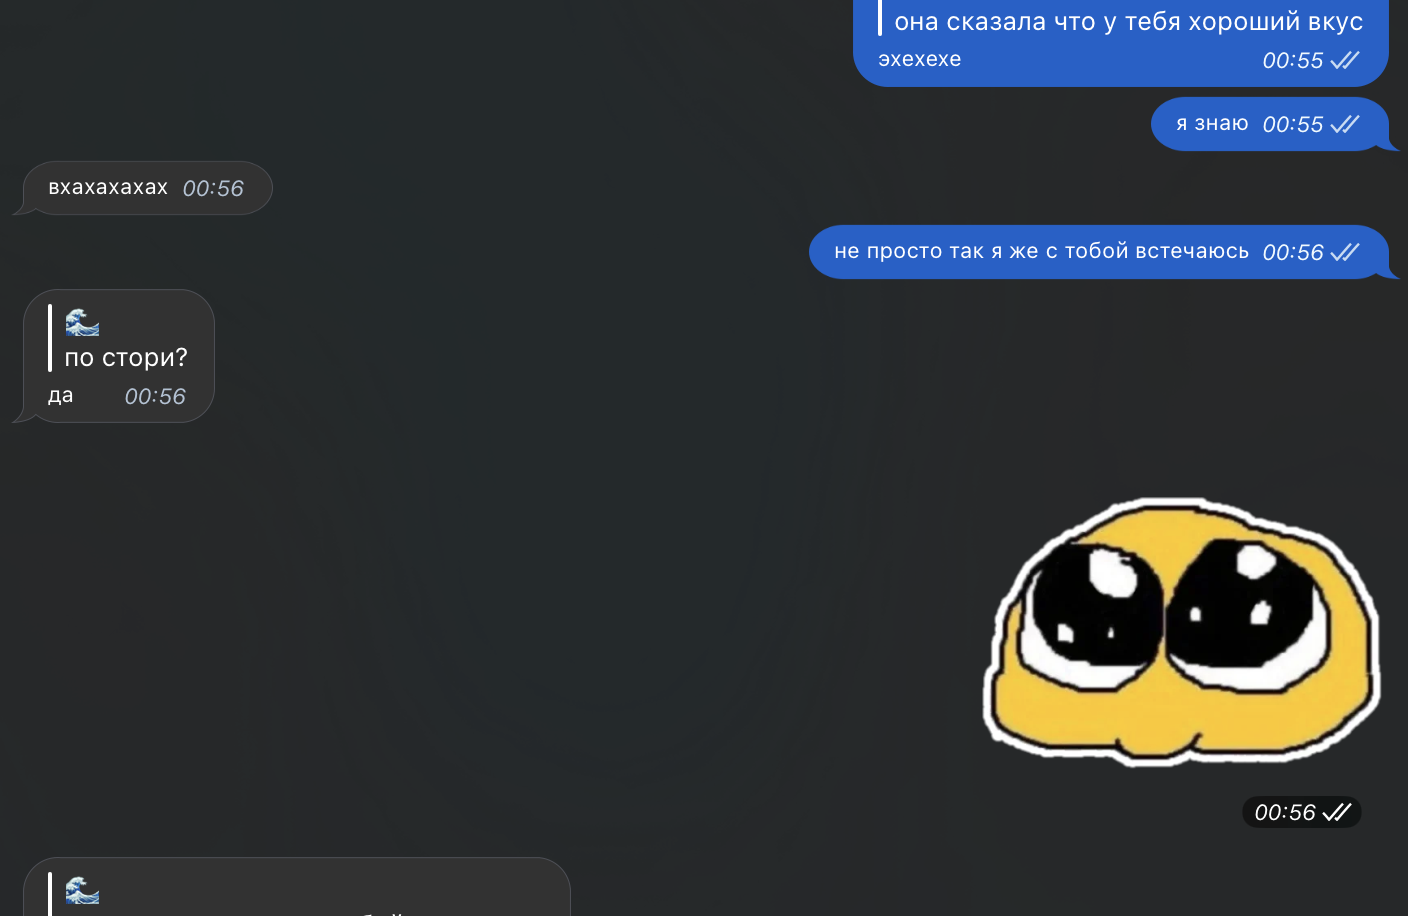 она сказала что у тебя хороший вкус
эхехехе 00:55
я знаю 00:55
вхахахахах 00:56
не просто так я же с тобой встечаюсь 00:56
🌊
по стори?
да 00:56
00:56
🌊